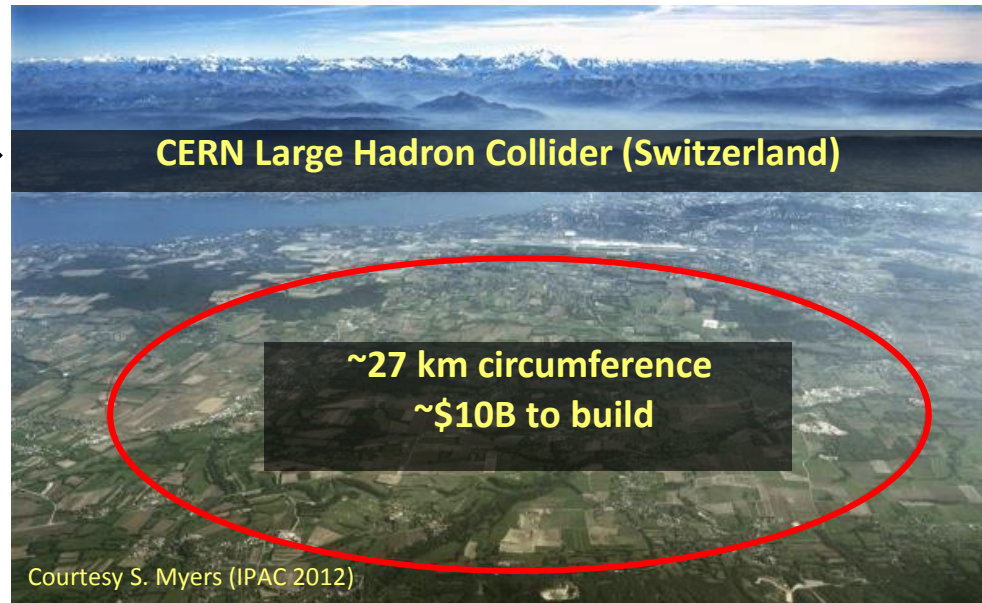 CERN Large Hadron Collider (Switzerland)
~27 km circumference
~$10B to build
Courtesy S. Myers (IPAC 2012)